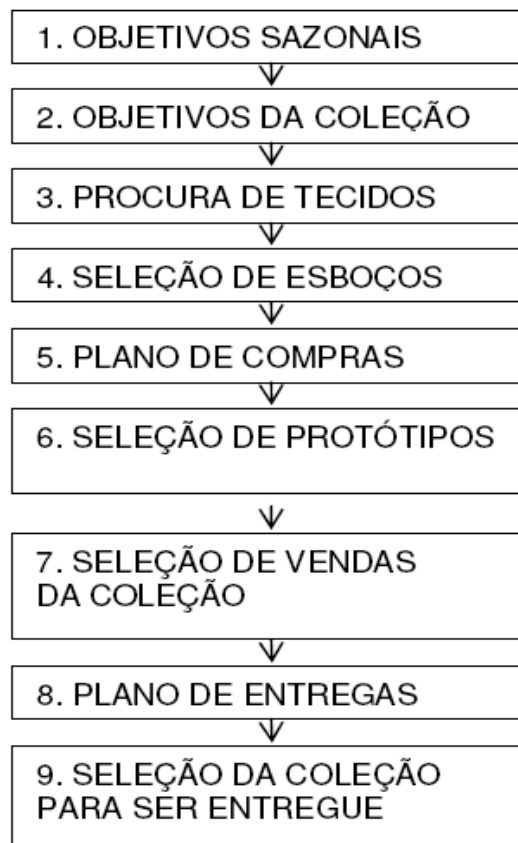 1. OBJETIVOS SAZONAIS
2. OBJETIVOS DA COLEÇÃO
3. PROCURA DE TECIDOS
4. SELEÇÃO DE ESBOÇOS
5. PLANO DE COMPRAS
6. SELEÇÃO DE PROTÓTIPOS
7. SELEÇÃO DE VENDAS
DA COLEÇÃO
8. PLANO DE ENTREGAS
9. SELEÇÃO DA COLEÇÃO
PARA SER ENTREGUE